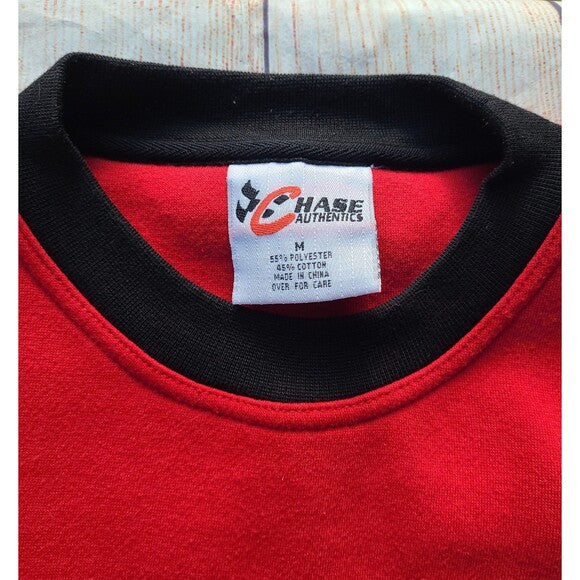 CHASE
AUTHENTICS
M
55% POLYESTER
45% COTTON
MADE IN CHINA
OVER FOR CARE